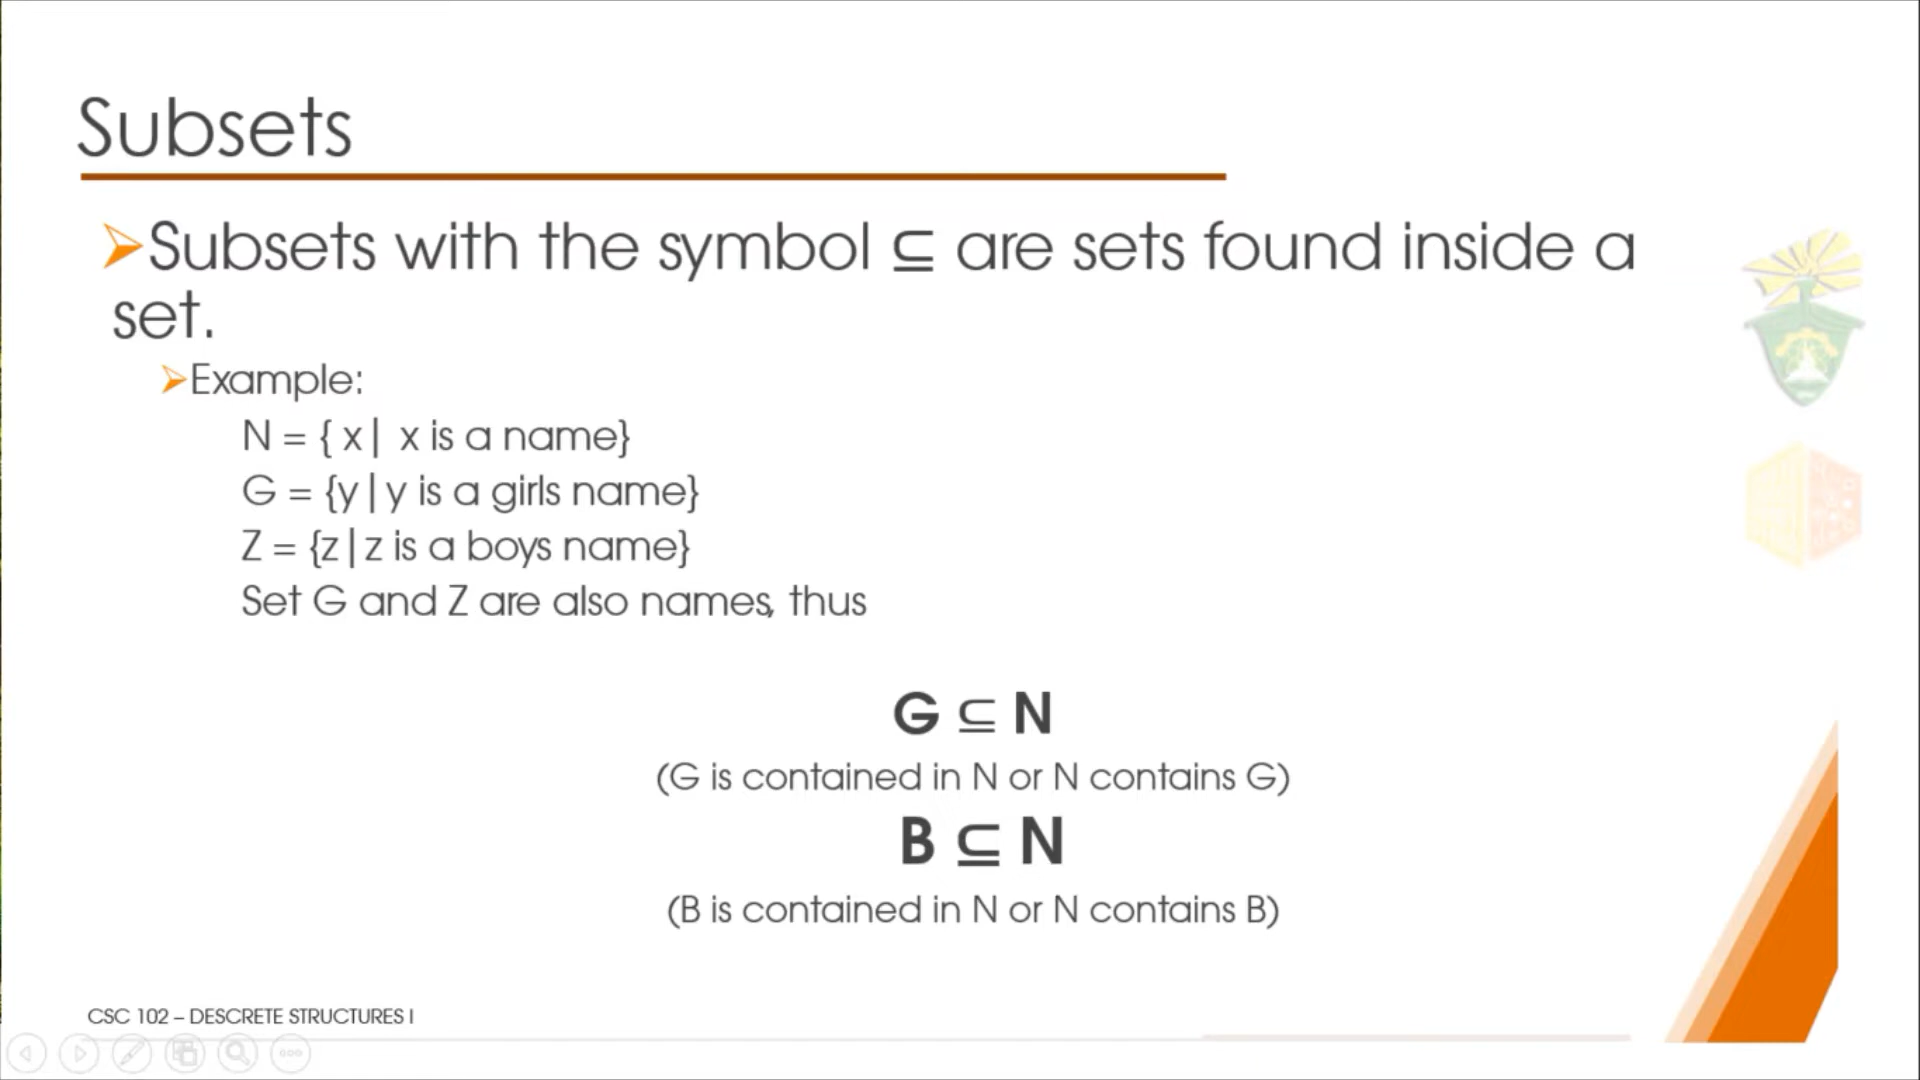 Subsets
➢Subsets with the symbol ⊆ are sets found inside a
set.
➢Example:
N = { x| x is a name}
G = {y|y is a girls name}
Z = {z|z is a boys name}
Set G and Z are also names, thus
G ⊆ N
(G is contained in N or N contains G)
B ⊆ N
(B is contained in N or N contains B)
CSC 102 – DESCRETE STRUCTURES I